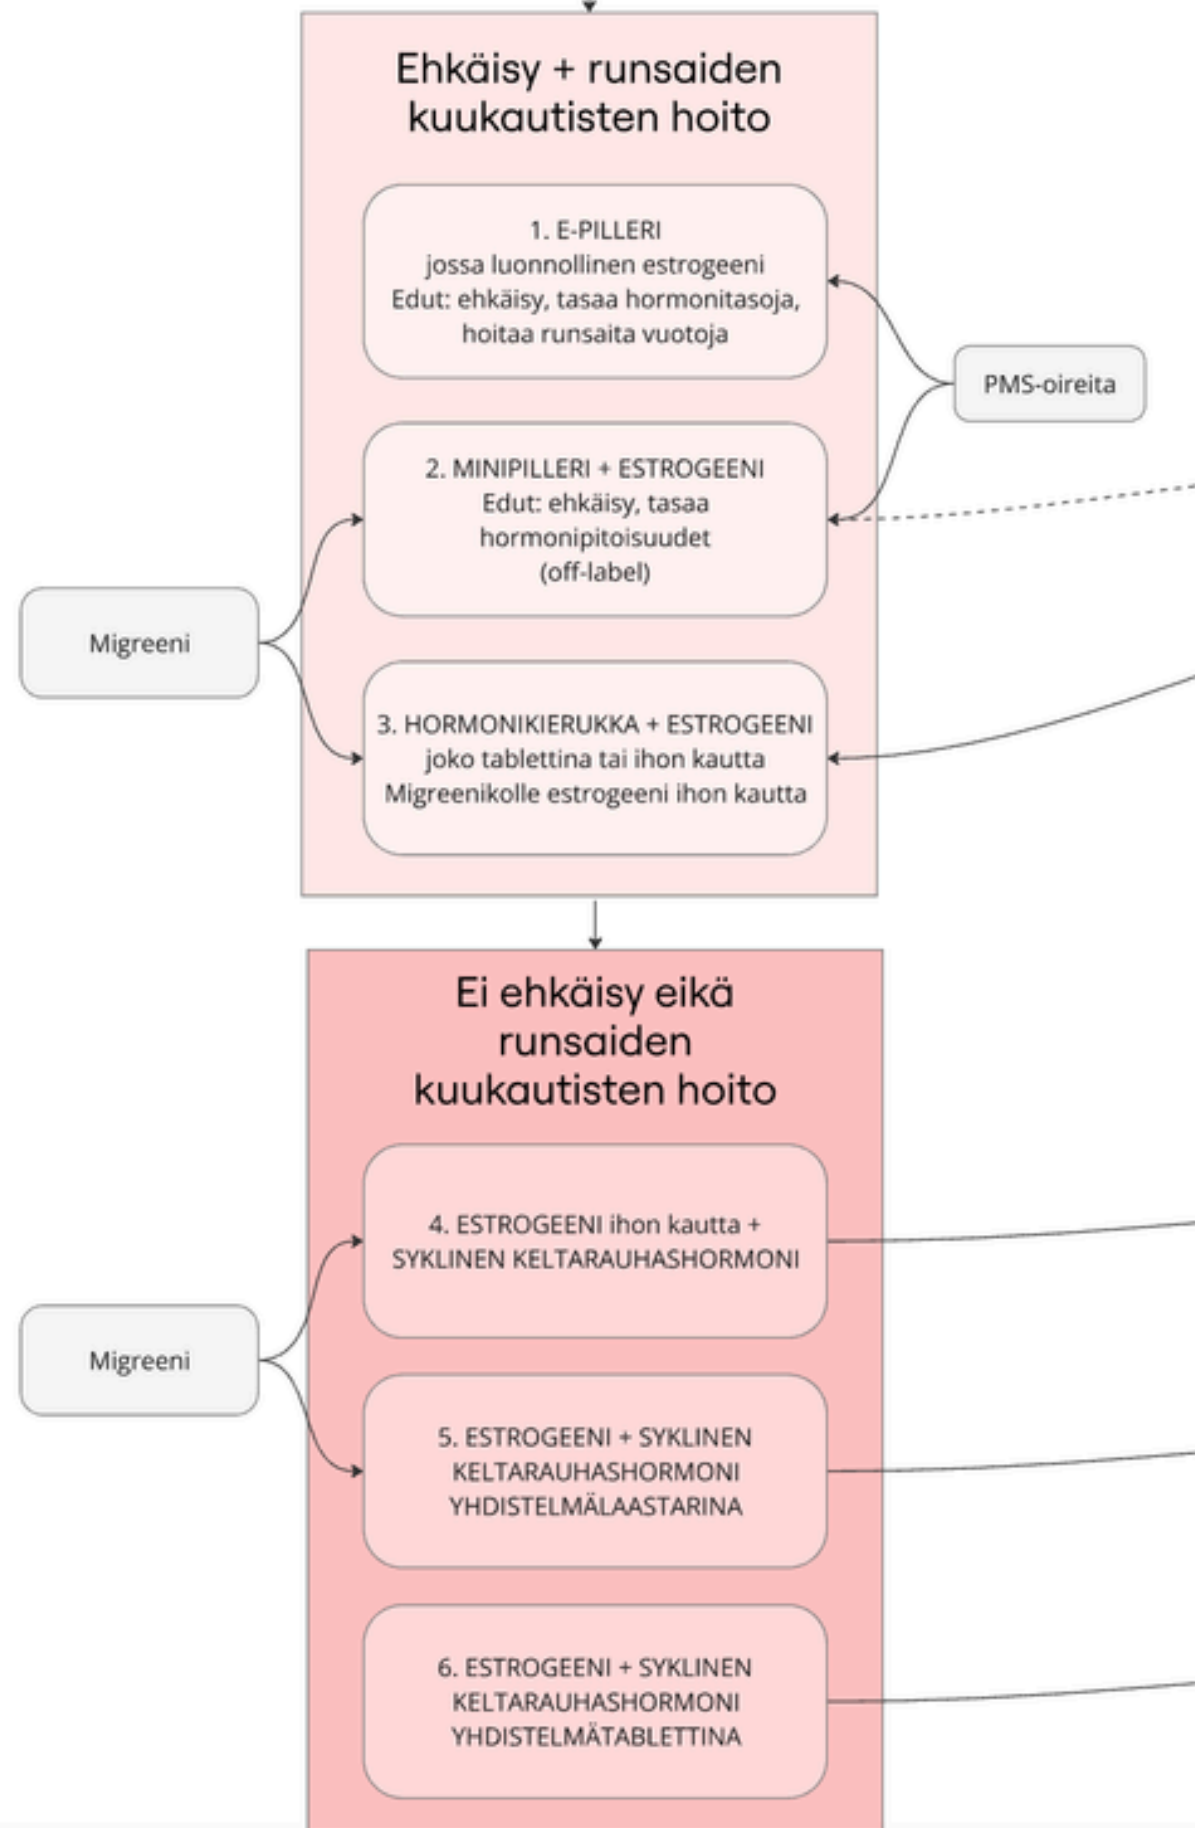 Ehkäisy + runsaiden
kuukautisten hoito
1. E-PILLERI
jossa luonnollinen estrogeeni
Edut: ehkäisy, tasaa hormonitasoja,
hoitaa runsaita vuotoja
PMS-oireita
2. MINIPILLERI + ESTROGEENI
Edut: ehkäisy, tasaa
hormonipitoisuudet
(off-label)
Migreeni
3. HORMONIKIERUKKA + ESTROGEENI
joko tablettina tai ihon kautta
Migreenikolle estrogeeni ihon kautta
Ei ehkäisy eikä
runsaiden
kuukautisten hoito
4. ESTROGEENI ihon kautta +
SYKLINEN KELTARAUHASHORMONI
Migreeni
5. ESTROGEENI + SYKLINEN
KELTARAUHASHORMONI
YHDISTELMÄLAASTARINA
6. ESTROGEENI + SYKLINEN
KELTARAUHASHORMONI
YHDISTELMÄTABLETTINA